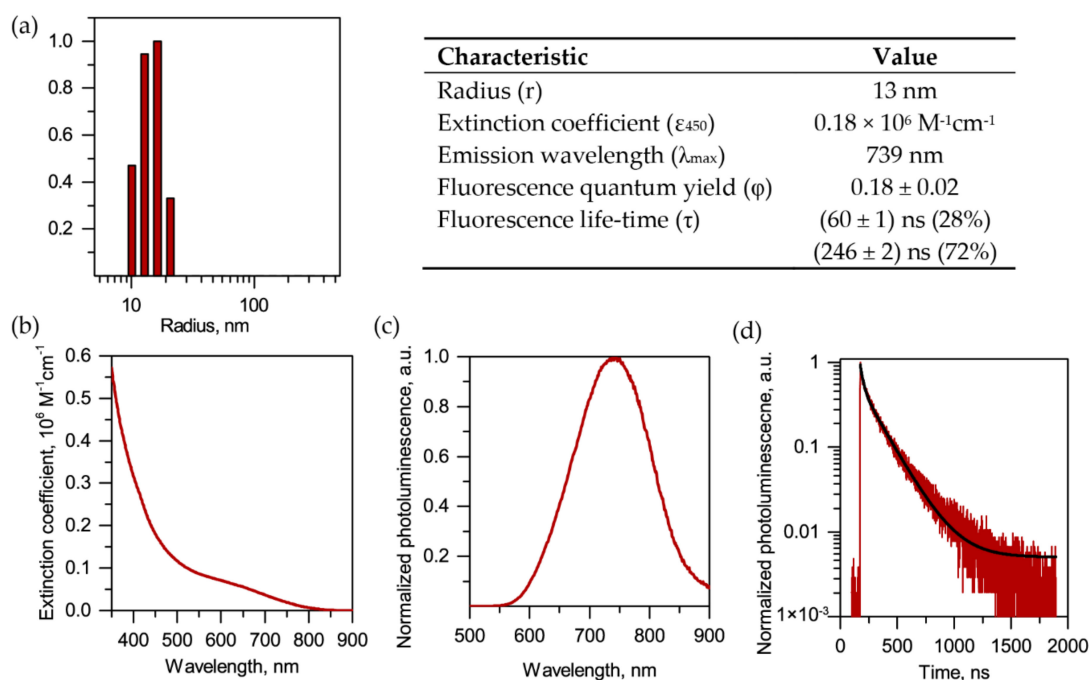 (a)
1.0
0.8
0.6
0.4
0.2
10
100
Radius, nm
Characteristic Value
Radius (r) 13 nm
Extinction coefficient (ε450) 0.18 × 10⁶ M⁻¹cm⁻¹
Emission wavelength (λmax) 739 nm
Fluorescence quantum yield (φ) 0.18 ± 0.02
Fluorescence life-time (τ) (60 ± 1) ns (28%)
(246 ± 2) ns (72%)
(b)
Extinction coefficient, 10⁶ M⁻¹cm⁻¹
0.6
0.5
0.4
0.3
0.2
0.1
0.0
400 500 600 700 800 900
Wavelength, nm
(c)
Normalized photoluminescence, a.u.
1.0
0.8
0.6
0.4
0.2
500 600 700 800 900
Wavelength, nm
(d)
Normalized photoluminescecne, a.u.
1
0.1
0.01
1×10⁻³
0 500 1000 1500 2000
Time, ns